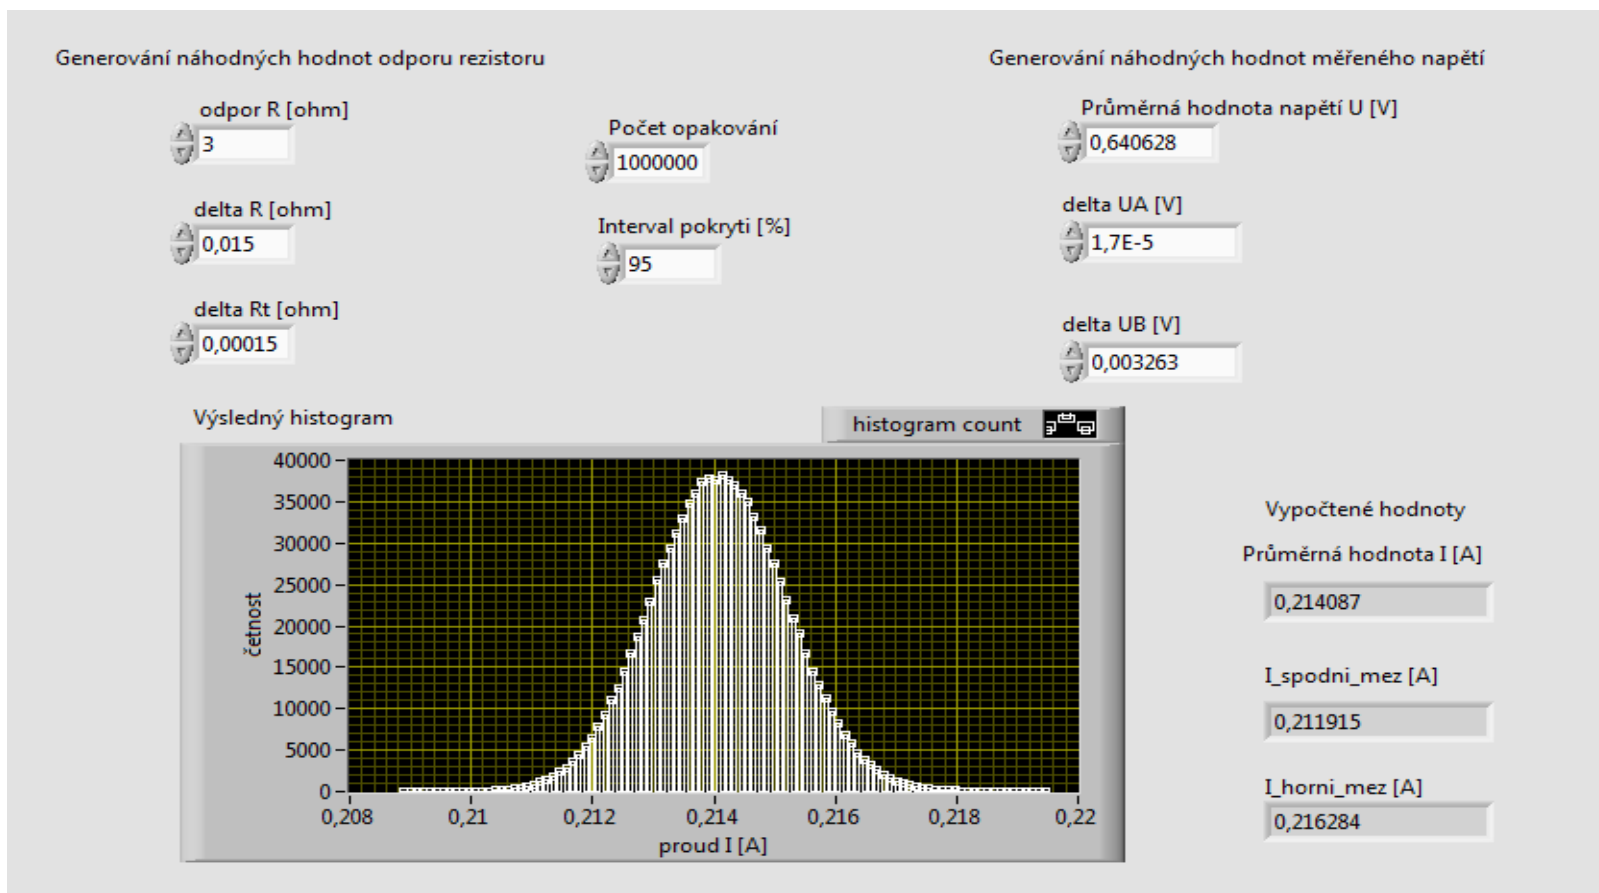 Generování náhodných hodnot odporu rezistoru
Generování náhodných hodnot měřeného napětí
odpor R [ohm]
3
delta R [ohm]
0,015
delta Rt [ohm]
0,00015
Počet opakování
1000000
Interval pokryti [%]
95
Průměrná hodnota napětí U [V]
0,640628
delta UA [V]
1,7E-5
delta UB [V]
0,003263
Výsledný histogram
histogram count
40000
35000
30000
25000
20000
15000
10000
5000
0
četnost
0,208 0,21 0,212 0,214 0,216 0,218 0,22
proud I [A]
Vypočtené hodnoty
Průměrná hodnota I [A]
0,214087
I_spodni_mez [A]
0,211915
I_horni_mez [A]
0,216284